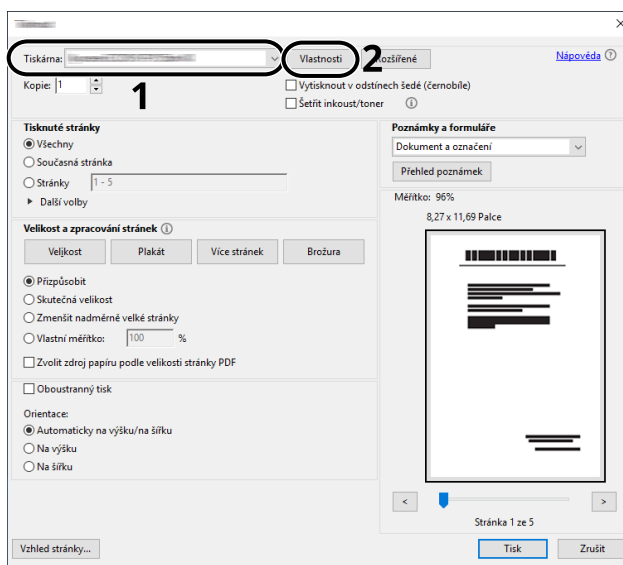 Tiskárna:
Vlastnosti
2
Rozšířené
Nápověda
Kopie: 1
1
Vytisknout v odstínech šedé (černobíle)
Šetřit inkoust/toner
Tisknuté stránky
Všechny
Současná stránka
Stránky 1 - 5
Další volby
Velikost a zpracování stránek
Velikost Plakát Více stránek Brožura
Přizpůsobit
Skutečná velikost
Zmenšit nadměrné velké stránky
Vlastní měřítko: 100 %
Zvolit zdroj papíru podle velikosti stránky PDF
Oboustranný tisk
Orientace:
Automaticky na výšku/na šířku
Na výšku
Na šířku
Poznámky a formuláře
Dokument a označení
Přehled poznámek
Měřítko: 96%
8,27 x 11,69 Palce
< >
Stránka 1 ze 5
Vzhled stránky...
Tisk Zrušit